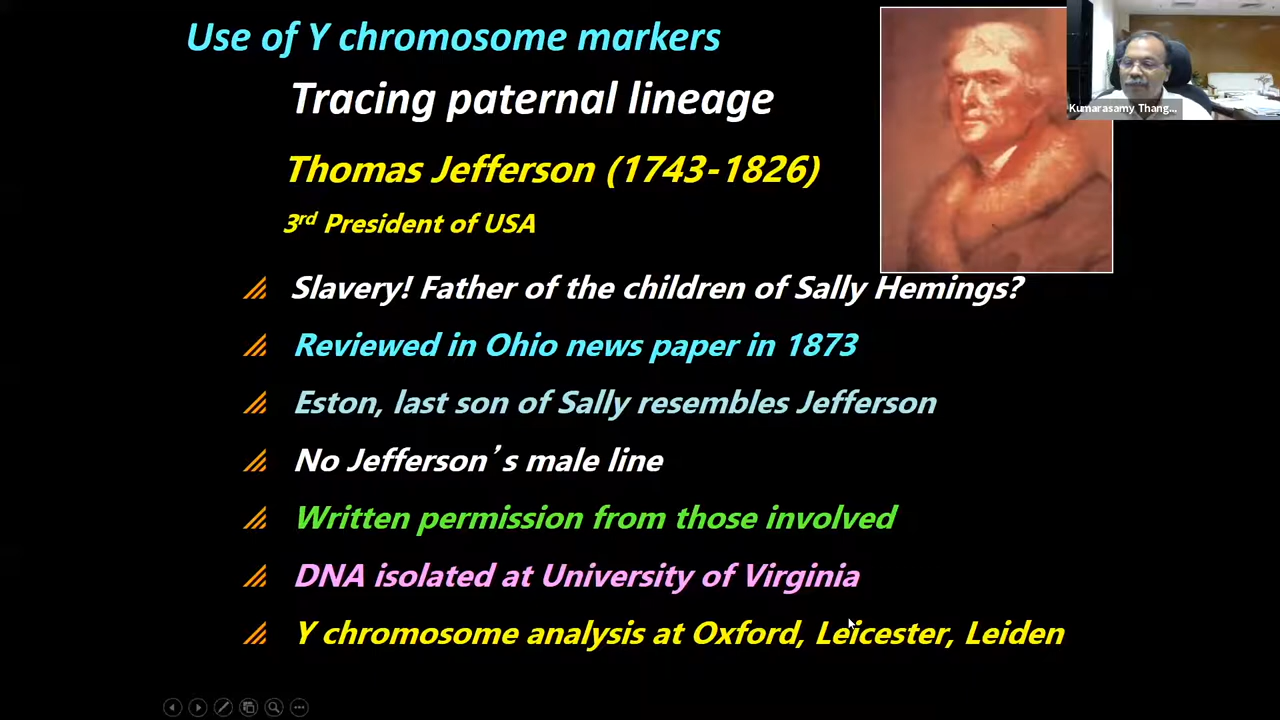 Use of Y chromosome markers
Tracing paternal lineage
Thomas Jefferson (1743-1826)
3rd President of USA
Kumarasamy Thang...
Slavery! Father of the children of Sally Hemings?
Reviewed in Ohio news paper in 1873
Eston, last son of Sally resembles Jefferson
No Jefferson’s male line
Written permission from those involved
DNA isolated at University of Virginia
Y chromosome analysis at Oxford, Leicester, Leiden